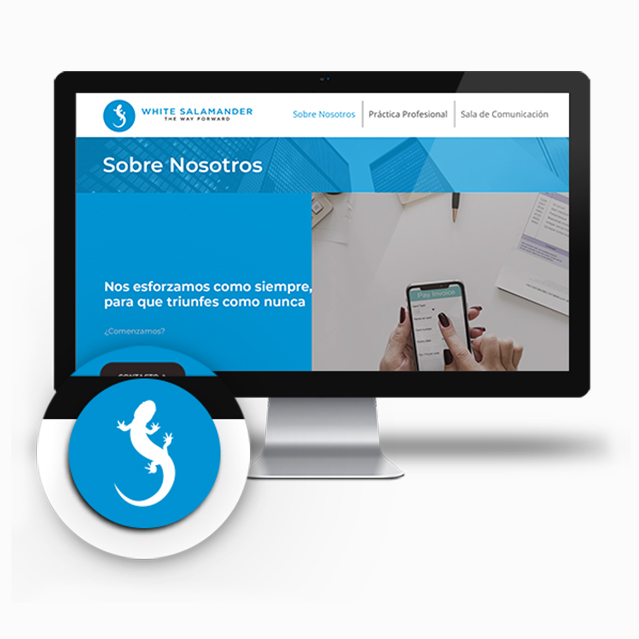 WHITE SALAMANDER
THE WAY FORWARD
Sobre Nosotros
Práctica Profesional
Sala de Comunicación
Sobre Nosotros
Nos esforzamos como siempre,
para que triunfes como nunca
¿Comenzamos?
CONTACTO
Pay Invoice